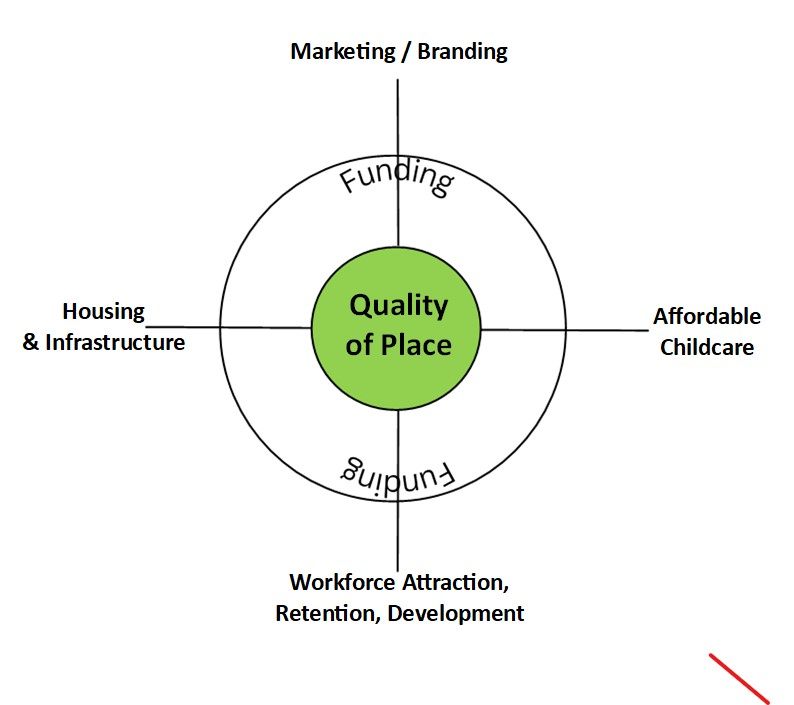 Marketing / Branding
Funding
Quality
of Place
Housing
& Infrastructure
Affordable
Childcare
Funding
Workforce Attraction,
Retention, Development